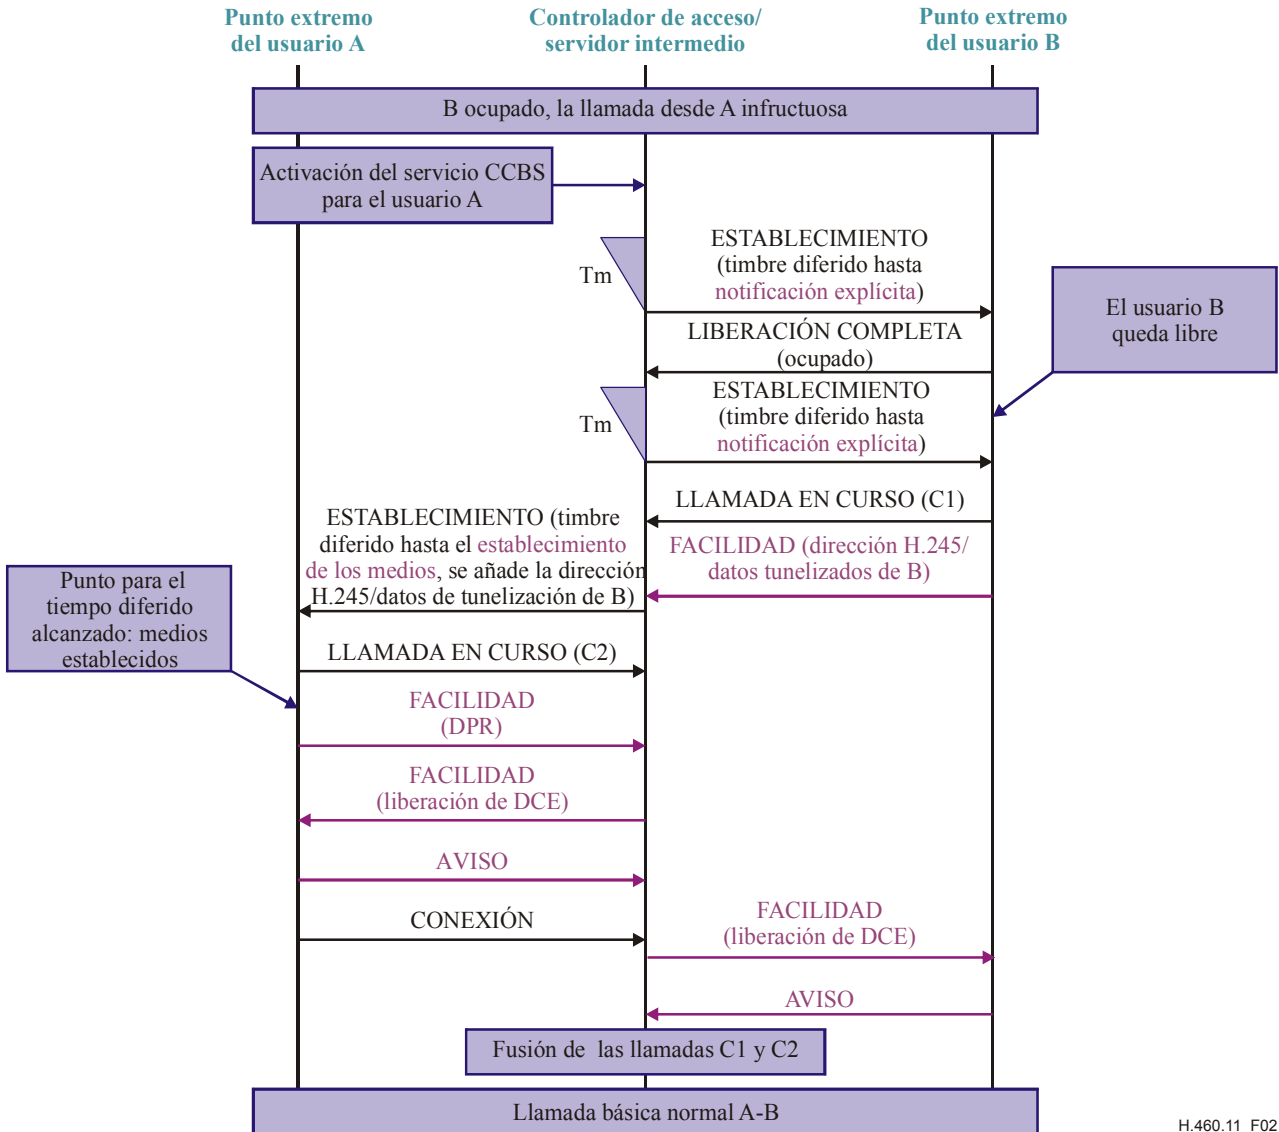 Punto extremo
del usuario A
Controlador de acceso/
servidor intermedio
Punto extremo
del usuario B
B ocupado, la llamada desde A infructuosa
Activación del servicio CCBS
para el usuario A
Tm
ESTABLECIMIENTO
(timbre diferido hasta
notificación explícita)
El usuario B
queda libre
LIBERACIÓN COMPLETA
(ocupado)
Tm
ESTABLECIMIENTO
(timbre diferido hasta
notificación explícita)
LLAMADA EN CURSO (C1)
ESTABLECIMIENTO (timbre
diferido hasta el establecimiento
de los medios, se añade la dirección
H.245/datos de tunelización de B)
FACILIDAD (dirección H.245/
datos tunelizados de B)
Punto para el
tiempo diferido
alcanzado: medios
establecidos
LLAMADA EN CURSO (C2)
FACILIDAD
(DPR)
FACILIDAD
(liberación de DCE)
AVISO
CONEXIÓN
FACILIDAD
(liberación de DCE)
AVISO
Fusión de las llamadas C1 y C2
Llamada básica normal A-B
H.460.11_F02